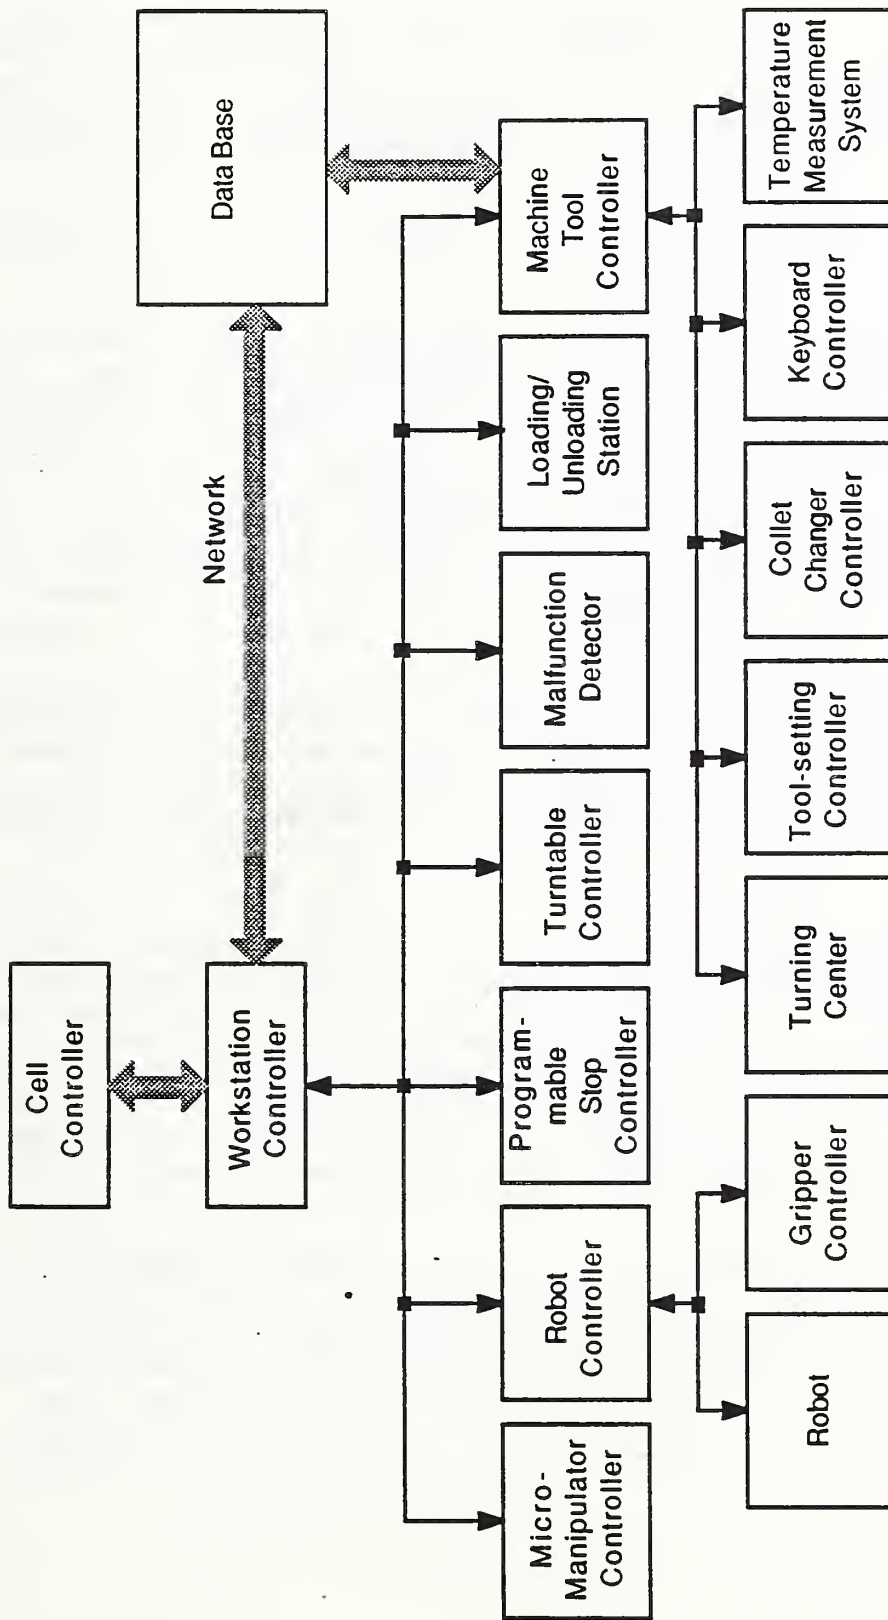 Cell
Controller
Workstation
Controller
Network
Data Base
Micro-
Manipulator
Controller
Robot
Controller
Program-
mable
Stop
Controller
Turntable
Controller
Malfunction
Detector
Loading/
Unloading
Station
Machine
Tool
Controller
Robot
Gripper
Controller
Turning
Center
Tool-setting
Controller
Collet
Changer
Controller
Keyboard
Controller
Temperature
Measurement
System